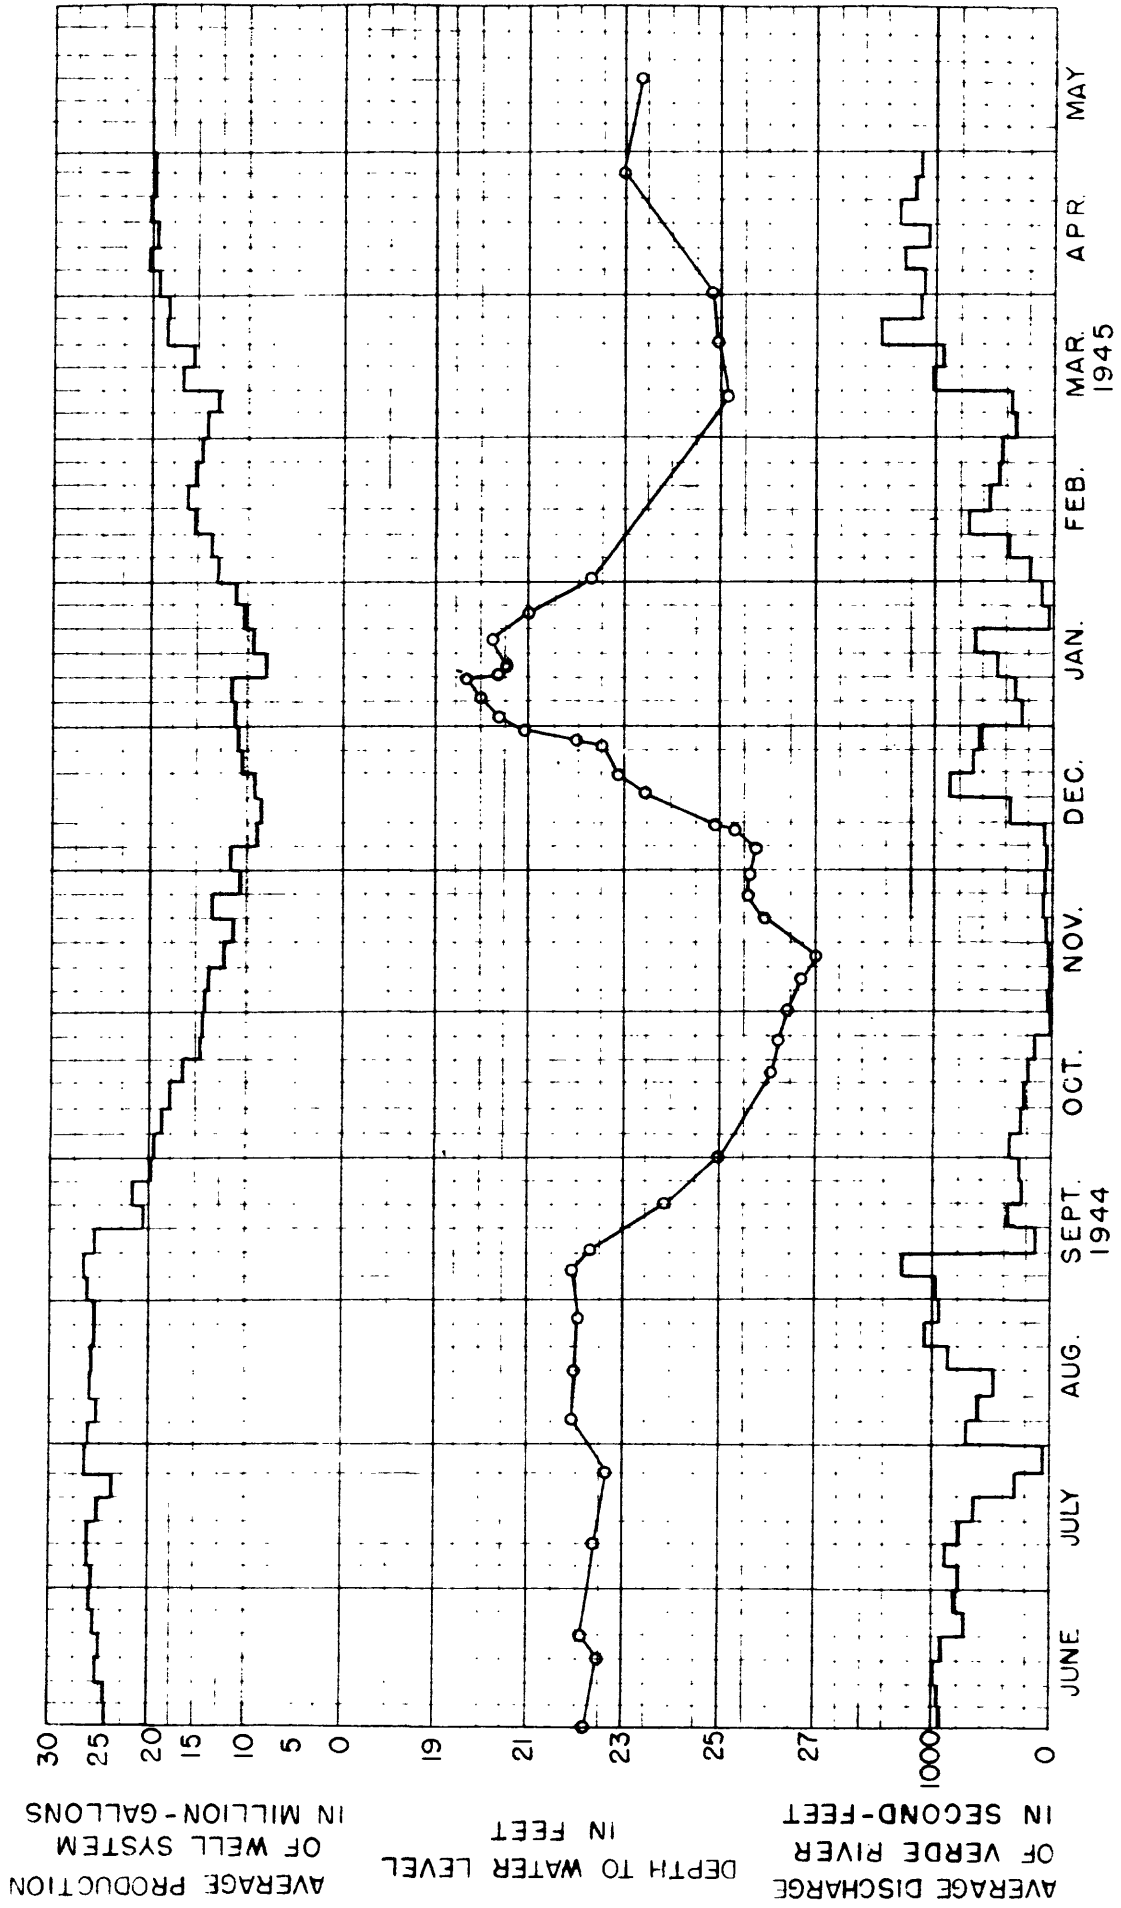 AVERAGE PRODUCTION
OF WELL SYSTEM
IN MILLION-GALLONS
30
25
20
15
10
5
0
DEPTH TO WATER LEVEL
IN FEET
19
21
23
25
27
AVERAGE DISCHARGE
OF VERDE RIVER
IN SECOND-FEET
1000
0
JUNE
JULY
AUG.
SEPT.
1944
OCT.
NOV.
DEC.
JAN.
FEB.
MAR.
1945
APR.
MAY